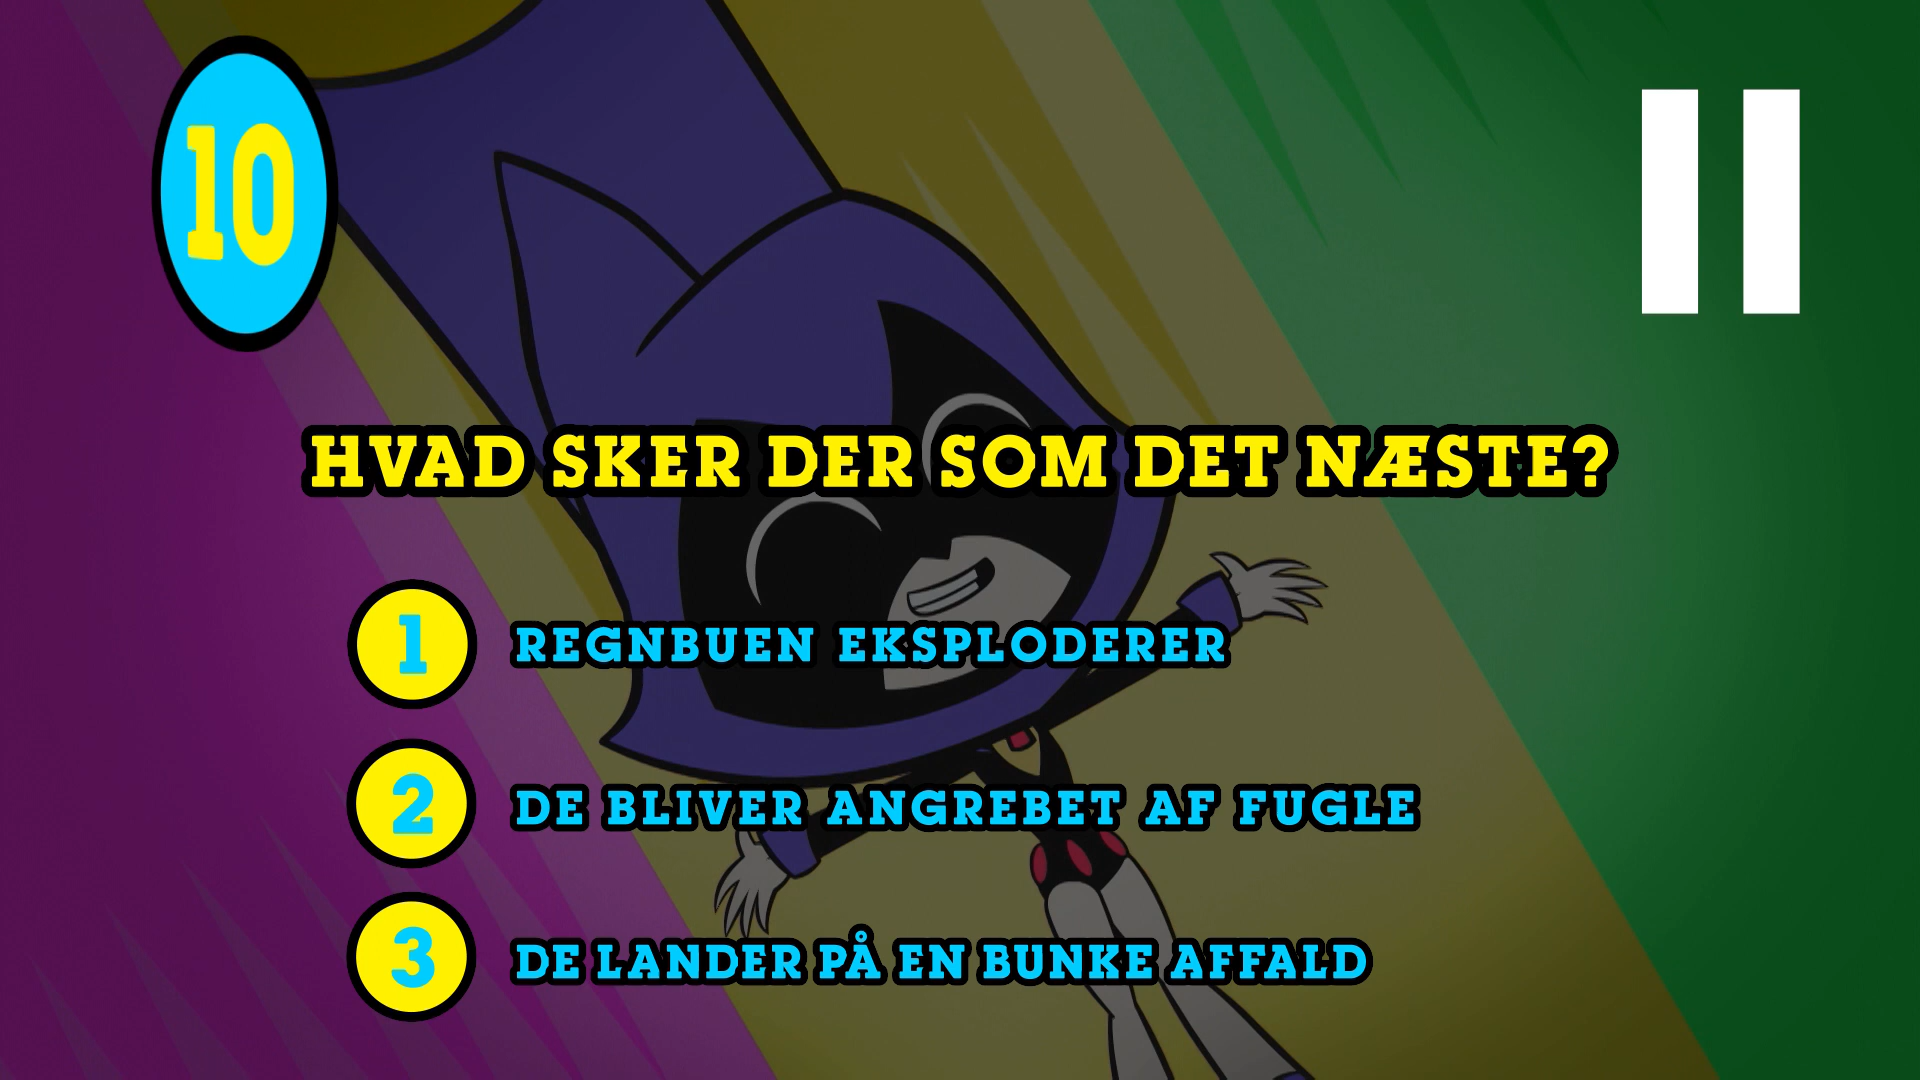 10
HVAD SKER DER SOM DET NÆSTE?
1 REGNBUEN EKSPLODERER
2 DE BLIVER ANGREBET AF FUGLE
3 DE LANDER PÅ EN BUNKE AFFALD